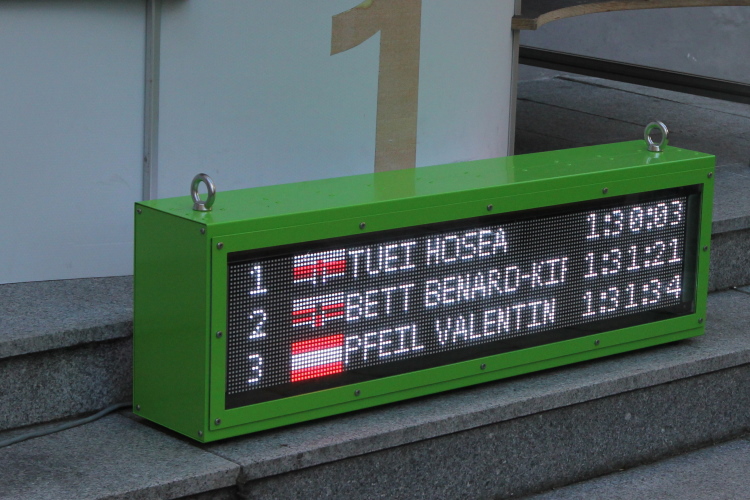 1
1 TUEI HOSEA 1:30:03
2 BETT BENARD-KIP 1:31:21
3 PFEIL VALENTIN 1:31:34